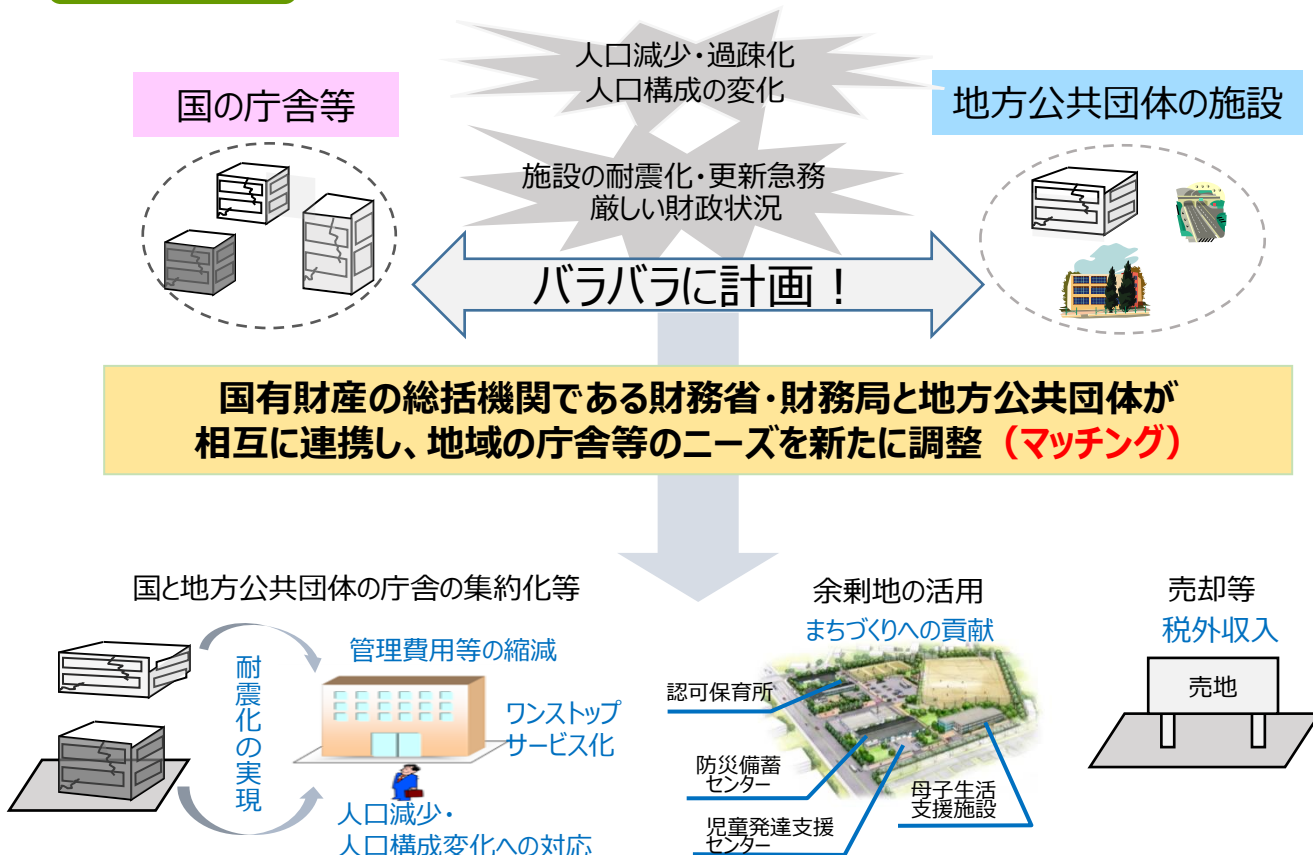 人口減少・過疎化
人口構成の変化
国の庁舎等
地方公共団体の施設
施設の耐震化・更新急務
厳しい財政状況
バラバラに計画！
国有財産の総括機関である財務省・財務局と地方公共団体が
相互に連携し、地域の庁舎等のニーズを新たに調整（マッチング）
国と地方公共団体の庁舎の集約化等
耐震化の実現
管理費用等の縮減
ワンストップ
サービス化
人口減少・
人口構成変化への対応
余剰地の活用
まちづくりへの貢献
認可保育所
防災備蓄
センター
児童発達支援
センター
母子生活
支援施設
売却等
税外収入
売地